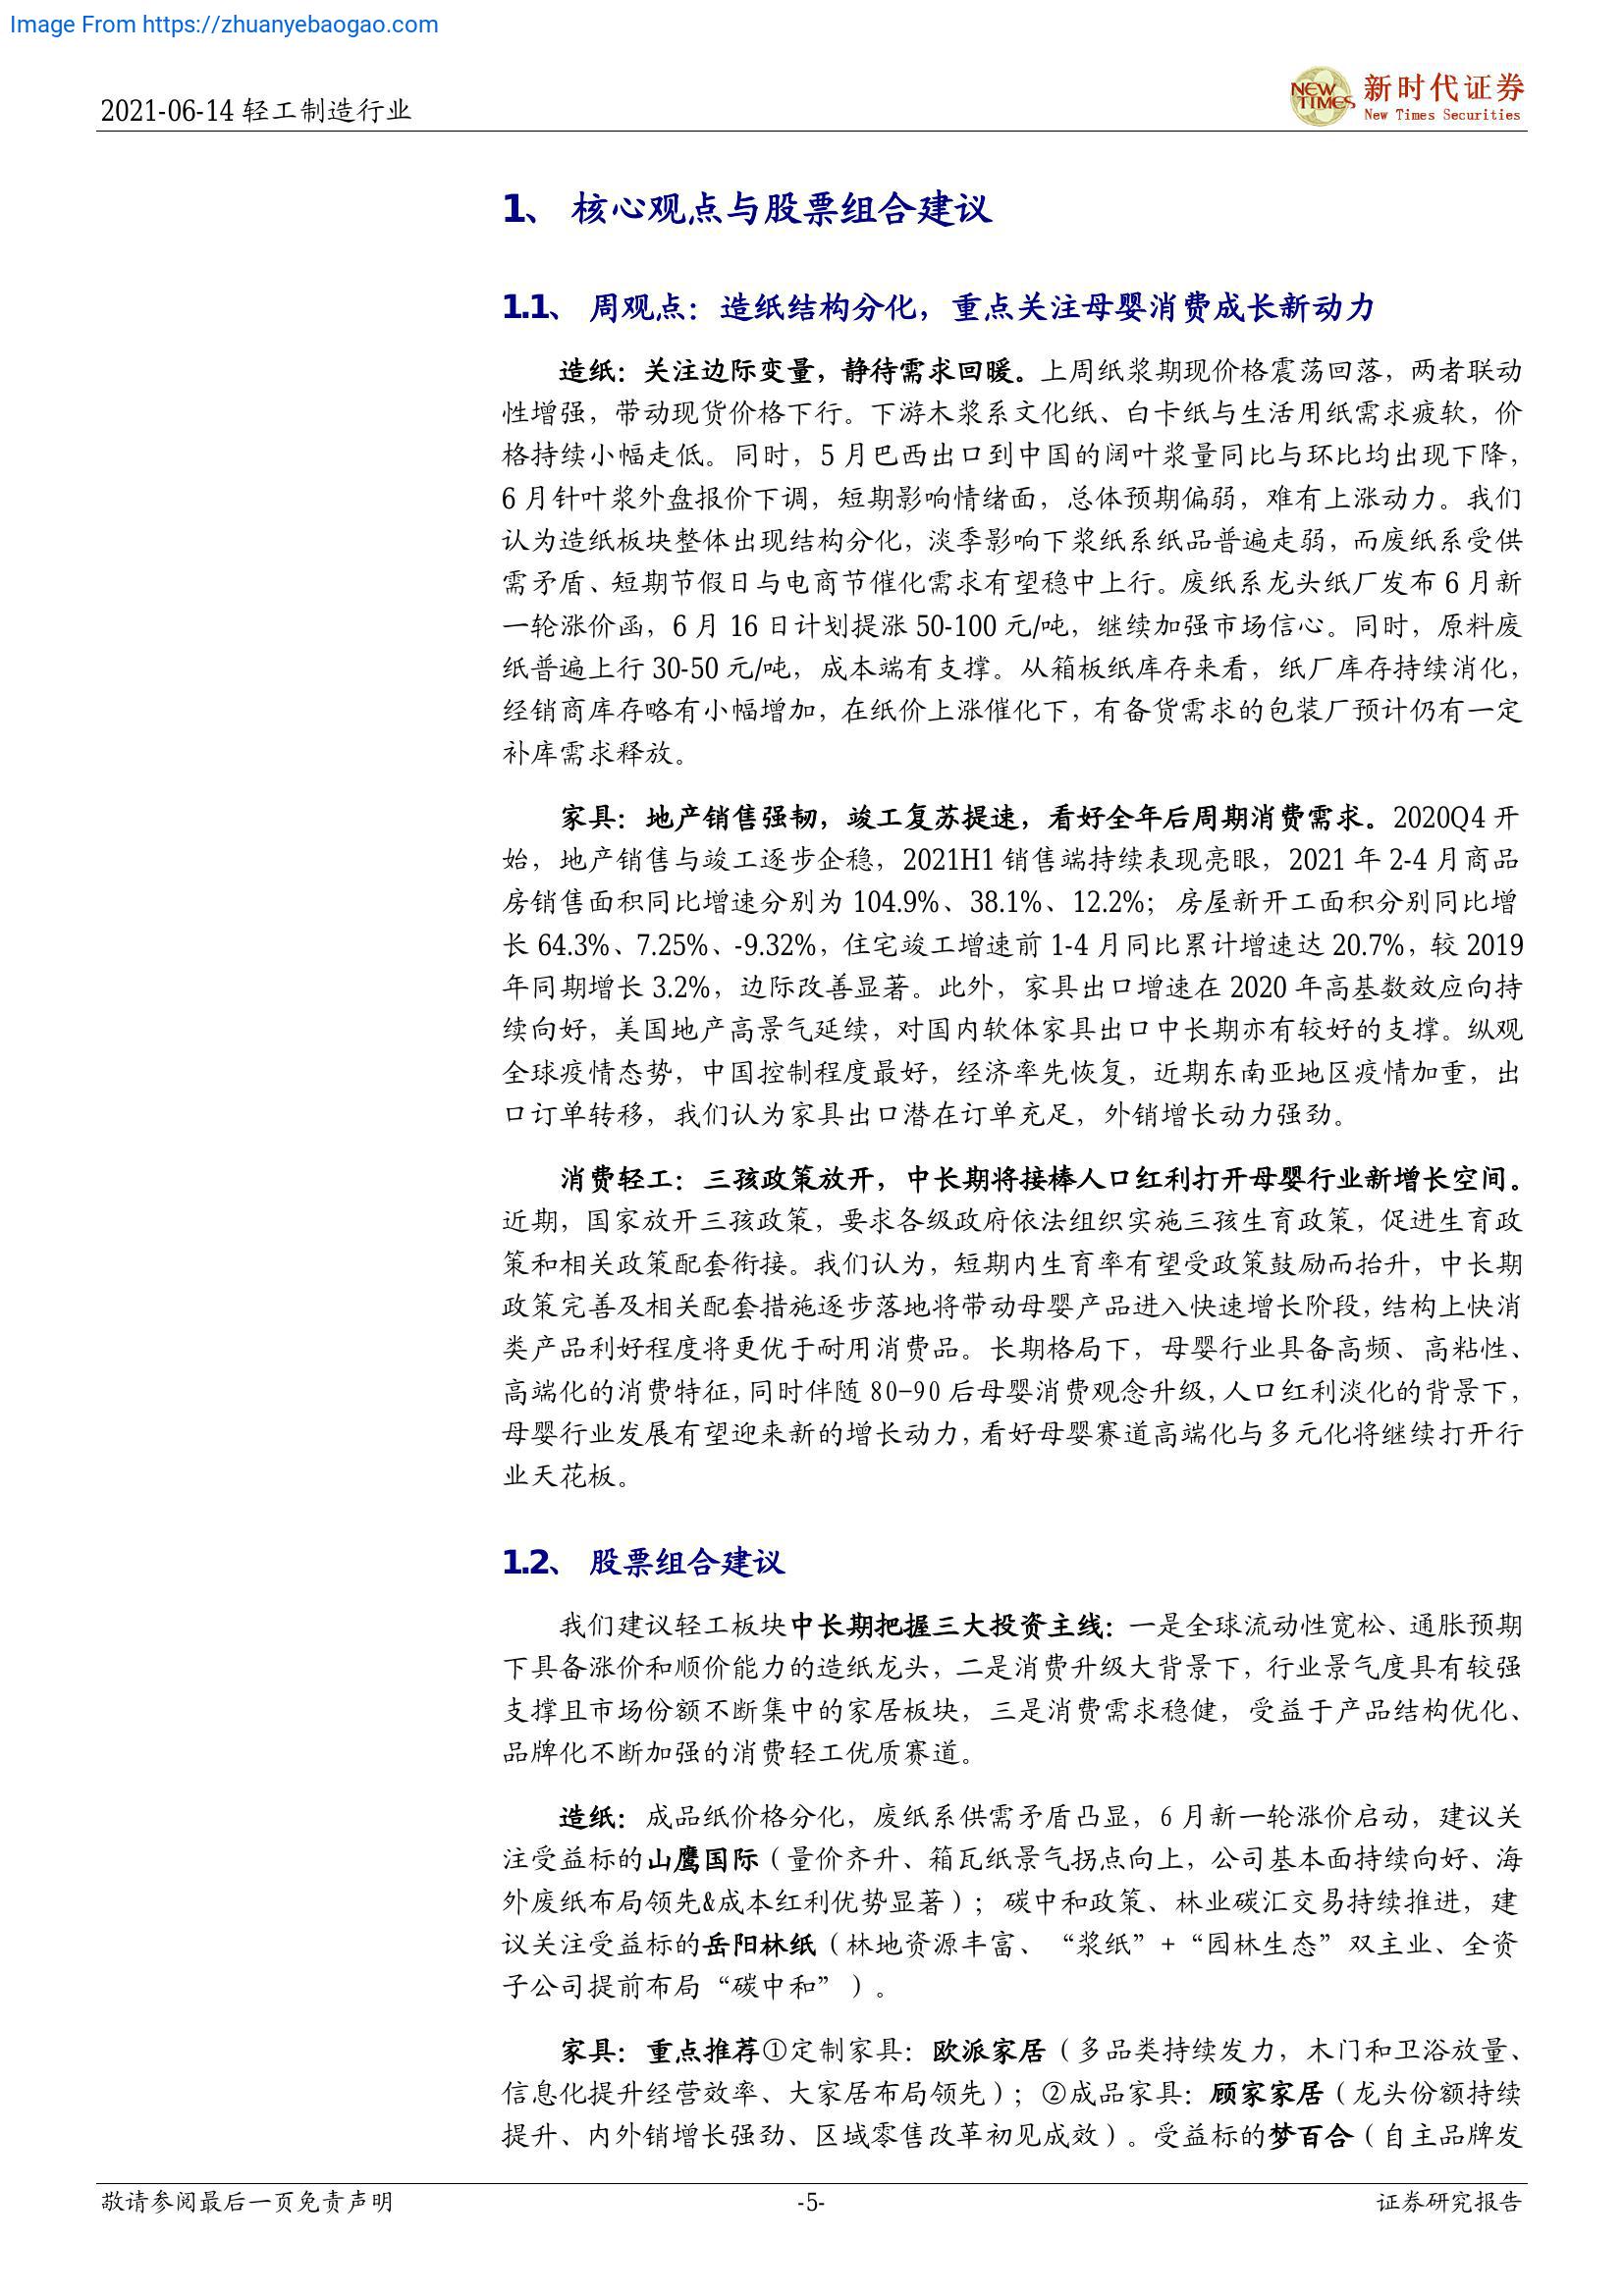 Image From https://zhuanyebaogao.com
2021-06-14 轻工制造行业
NEW TIMES
新时代证券
New Times Securities
1、 核心观点与股票组合建议
1.1、 周观点：造纸结构分化，重点关注母婴消费成长新动力
造纸：关注边际变量，静待需求回暖。上周纸浆期现价格震荡回落，两者联动
性增强，带动现货价格下行。下游木浆系文化纸、白卡纸与生活用纸需求疲软，价
格持续小幅走低。同时，5 月巴西出口到中国的阔叶浆量同比与环比均出现下降，
6 月针叶浆外盘报价下调，短期影响情绪面，总体预期偏弱，难有上涨动力。我们
认为造纸板块整体出现结构分化，淡季影响下浆纸系纸品普遍走弱，而废纸系受供
需矛盾、短期节假日与电商节催化需求有望稳中上行。废纸系龙头纸厂发布 6 月新
一轮涨价函，6 月 16 日计划提涨 50-100 元/吨，继续加强市场信心。同时，原料废
纸普遍上行 30-50 元/吨，成本端有支撑。从箱板纸库存来看，纸厂库存持续消化，
经销商库存略有小幅增加，在纸价上涨催化下，有备货需求的包装厂预计仍有一定
补库需求释放。
家具：地产销售强韧，竣工复苏提速，看好全年后周期消费需求。2020Q4 开
始，地产销售与竣工逐步企稳，2021H1 销售端持续表现亮眼，2021 年 2-4 月商品
房销售面积同比增速分别为 104.9%、38.1%、12.2%；房屋新开工面积分别同比增
长 64.3%、7.25%、-9.32%，住宅竣工增速前 1-4 月同比累计增速达 20.7%，较 2019
年同期增长 3.2%，边际改善显著。此外，家具出口增速在 2020 年高基数效应向持
续向好，美国地产高景气延续，对国内软体家具出口中长期亦有较好的支撑。纵观
全球疫情态势，中国控制程度最好，经济率先恢复，近期东南亚地区疫情加重，出
口订单转移，我们认为家具出口潜在订单充足，外销增长动力强劲。
消费轻工：三孩政策放开，中长期将接棒人口红利打开母婴行业新增长空间。
近期，国家放开三孩政策，要求各级政府依法组织实施三孩生育政策，促进生育政
策和相关政策配套衔接。我们认为，短期内生育率有望受政策鼓励而抬升，中长期
政策完善及相关配套措施逐步落地将带动母婴产品进入快速增长阶段，结构上快消
类产品利好程度将更优于耐用消费品。长期格局下，母婴行业具备高频、高粘性、
高端化的消费特征，同时伴随 80-90 后母婴消费观念升级，人口红利淡化的背景下，
母婴行业发展有望迎来新的增长动力，看好母婴赛道高端化与多元化将继续打开行
业天花板。
1.2、 股票组合建议
我们建议轻工板块中长期把握三大投资主线：一是全球流动性宽松、通胀预期
下具备涨价和顺价能力的造纸龙头，二是消费升级大背景下，行业景气度具有较强
支撑且市场份额不断集中的家居板块，三是消费需求稳健，受益于产品结构优化、
品牌化不断加强的消费轻工优质赛道。
造纸：成品纸价格分化，废纸系供需矛盾凸显，6 月新一轮涨价启动，建议关
注受益标的山鹰国际（量价齐升、箱瓦纸景气拐点向上，公司基本面持续向好、海
外废纸布局领先&成本红利优势显著）；碳中和政策、林业碳汇交易持续推进，建
议关注受益标的岳阳林纸（林地资源丰富、“浆纸”+“园林生态”双主业、全资
子公司提前布局“碳中和”）。
家具：重点推荐①定制家具：欧派家居（多品类持续发力，木门和卫浴放量、
信息化提升经营效率、大家居布局领先）；②成品家具：顾家家居（龙头份额持续
提升、内外销增长强劲、区域零售改革初见成效）。受益标的梦百合（自主品牌发
敬请参阅最后一页免责声明
-5-
证券研究报告